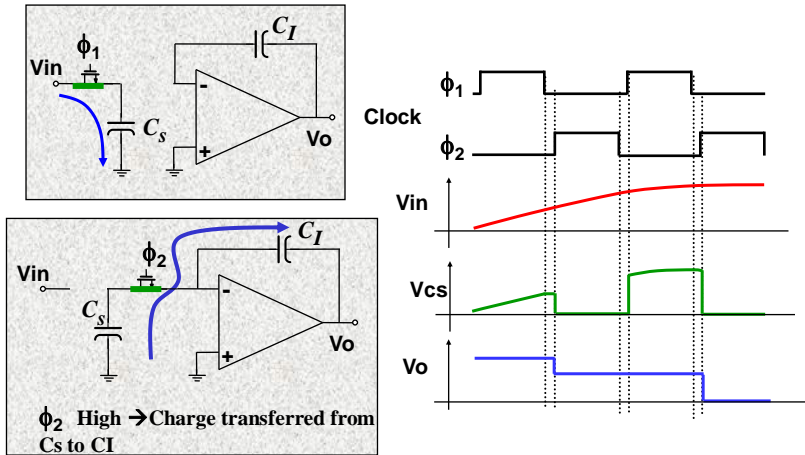 ϕ1
Vin
CI
Cs
-
+
Vo
ϕ2
Vin
CI
Cs
-
+
Vo
ϕ2 High →Charge transferred from
Cs to CI
ϕ1
Clock
ϕ2
Vin
Vcs
Vo